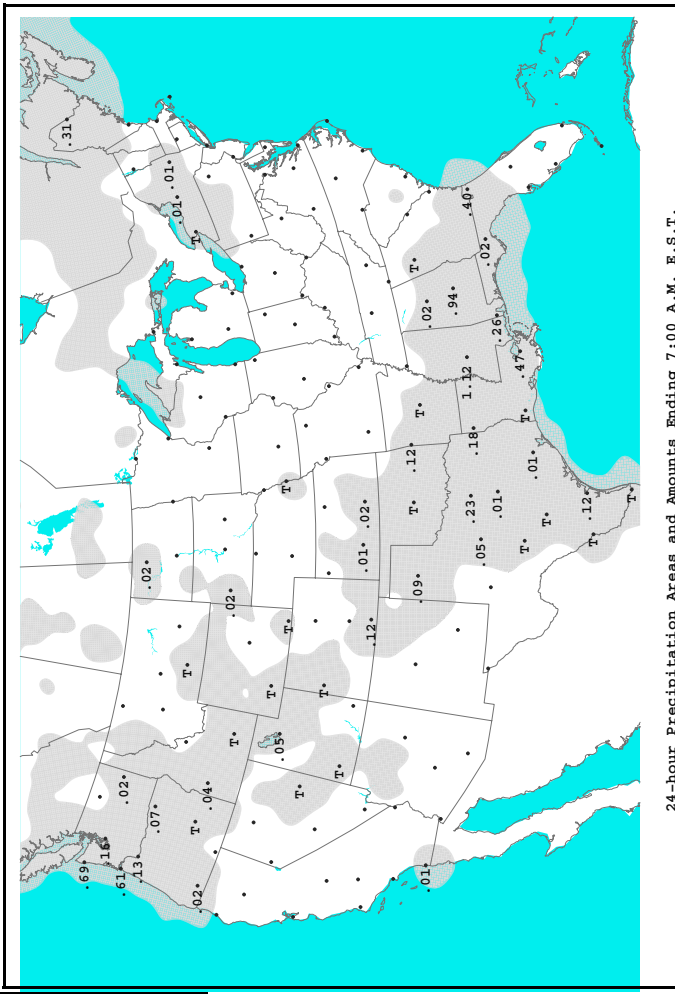 .31
.69
.16
.61
.02
.13
.02
.07
.01
.01
T
T
T
.02
.04
.02
T
T
.05
T
T
T
T
T
.01
.02
.12
.12
T
T
.09
T
.02
.01
.94
1.12
.40
.23
.18
.05
.02
.01
.26
.47
T
T
.01
T
.12
T
T
24-hour Precipitation Areas and Amounts Ending 7:00 A.M. E.S.T.